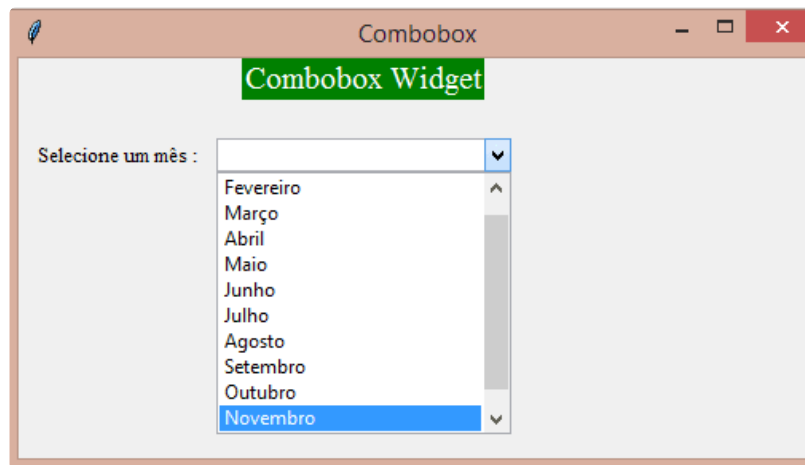 Combobox
Combobox Widget
Selecione um mês :
Fevereiro
Março
Abril
Maio
Junho
Julho
Agosto
Setembro
Outubro
Novembro